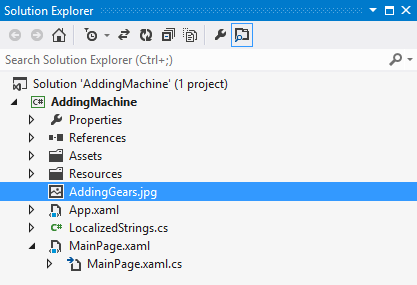 Solution Explorer
Search Solution Explorer (Ctrl+;)
Solution 'AddingMachine' (1 project)
C# AddingMachine
Properties
References
Assets
Resources
AddingGears.jpg
App.xaml
C# LocalizedStrings.cs
MainPage.xaml
MainPage.xaml.cs